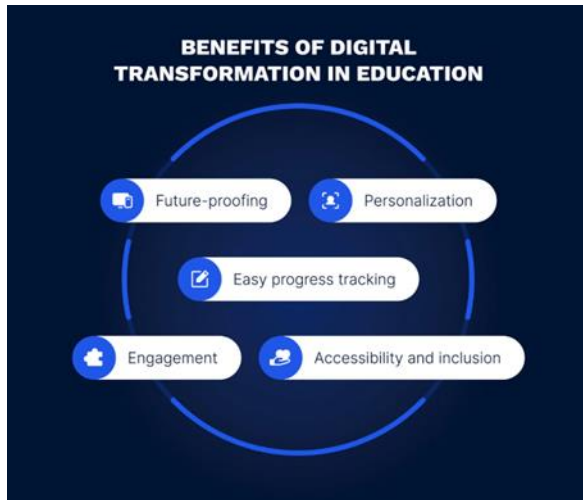 BENEFITS OF DIGITAL
TRANSFORMATION IN EDUCATION
Future-proofing
Personalization
Easy progress tracking
Engagement
Accessibility and inclusion